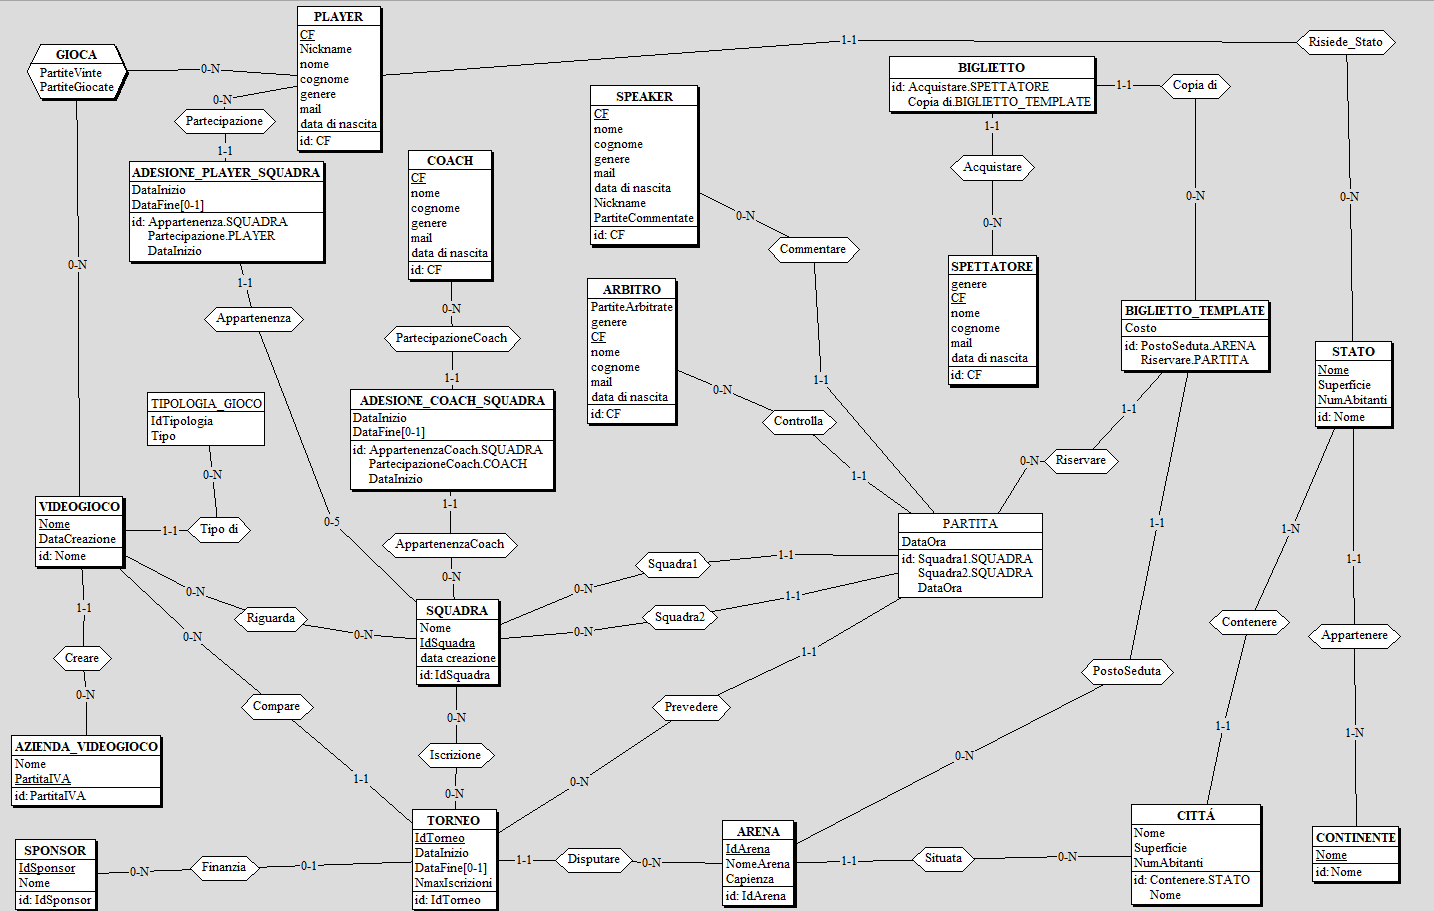 PLAYER
CF
Nickname
nome
cognome
genere
mail
data di nascita
id: CF
GIOCA
PartiteVinte
PartiteGiocate
0-N
0-N
Partecipazione
1-1
ADESIONE_PLAYER_SQUADRA
DataInizio
DataFine[0-1]
id: Appartenenza.SQUADRA
Partecipazione.PLAYER
DataInizio
1-1
Appartenenza
0-N
0-5
COACH
CF
nome
cognome
genere
mail
data di nascita
id: CF
0-N
PartecipazioneCoach
1-1
ADESIONE_COACH_SQUADRA
DataInizio
DataFine[0-1]
id: AppartenenzaCoach.SQUADRA
PartecipazioneCoach.COACH
DataInizio
1-1
AppartenenzaCoach
0-N
1-1
Risiede_Stato
0-N
SPEAKER
CF
nome
cognome
genere
mail
data di nascita
Nickname
PartiteCommentate
id: CF
0-N
Commentare
1-1
ARBITRO
PartiteArbitrate
genere
CF
nome
cognome
mail
data di nascita
id: CF
0-N
Controlla
1-1
BIGLIETTO
id: Acquistare.SPETTATORE
Copia di.BIGLIETTO_TEMPLATE
1-1
Copia di
0-N
1-1
Acquistare
0-N
SPETTATORE
genere
CF
nome
cognome
mail
data di nascita
id: CF
BIGLIETTO_TEMPLATE
Costo
id: PostoSeduta.ARENA
Riservare.PARTITA
1-1
Riservare
0-N
1-1
PostoSeduta
0-N
STATO
Nome
Superficie
NumAbitanti
id: Nome
1-N
Contenere
1-1
1-1
Appartenere
1-N
TIPOLOGIA_GIOCO
IdTipologia
Tipo
0-N
Tipo di
1-1
VIDEOGIOCO
Nome
DataCreazione
id: Nome
0-N
Riguarda
0-N
0-N
Compare
1-1
1-1
Creare
0-N
AZIENDA_VIDEOGIOCO
Nome
PartitaIVA
id: PartitaIVA
PARTITA
DataOra
id: Squadra1.SQUADRA
Squadra2.SQUADRA
DataOra
Squadra1
1-1
0-N
Squadra2
1-1
0-N
SQUADRA
Nome
IdSquadra
data creazione
id: IdSquadra
0-N
Iscrizione
0-N
1-1
Prevedere
0-N
TORNEO
IdTorneo
DataInizio
DataFine[0-1]
NmaxIscrizioni
id: IdTorneo
SPONSOR
IdSponsor
Nome
id: IdSponsor
0-N
Finanzia
0-1
1-1
Disputare
0-N
ARENA
IdArena
NomeArena
Capienza
id: IdArena
1-1
Situata
0-N
CITTÁ
Nome
Superficie
NumAbitanti
id: Contenere.STATO
Nome
CONTINENTE
Nome
id: Nome